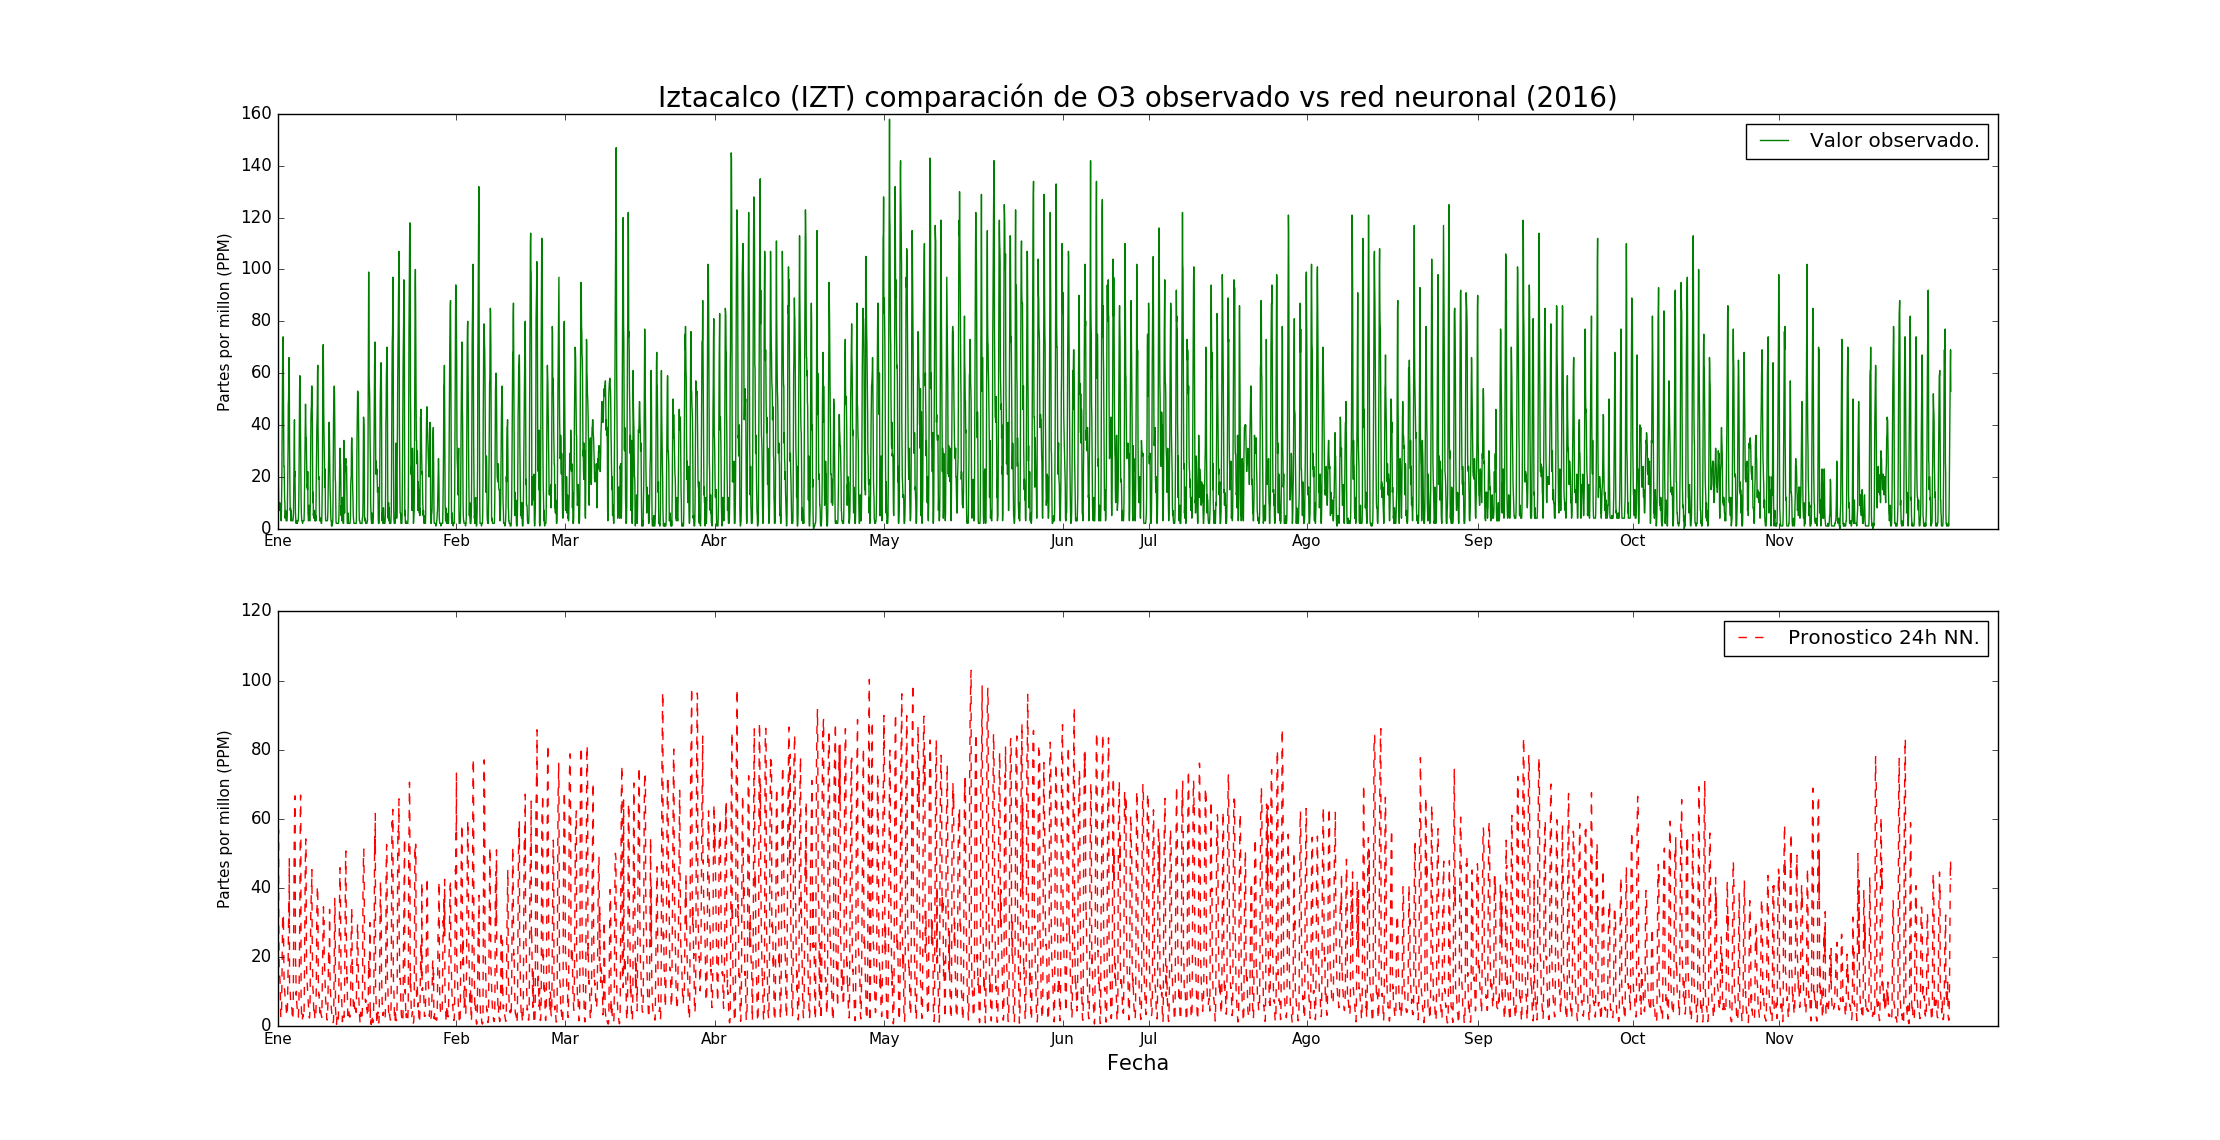 Iztacalco (IZT) comparación de O3 observado vs red neuronal (2016)
160
140
120
100
80
60
40
20
0
Partes por millon (PPM)
Valor observado.
Ene Feb Mar Abr May Jun Jul Ago Sep Oct Nov
120
100
80
60
40
20
0
Partes por millon (PPM)
Pronostico 24h NN.
Ene Feb Mar Abr May Jun Jul Ago Sep Oct Nov
Fecha